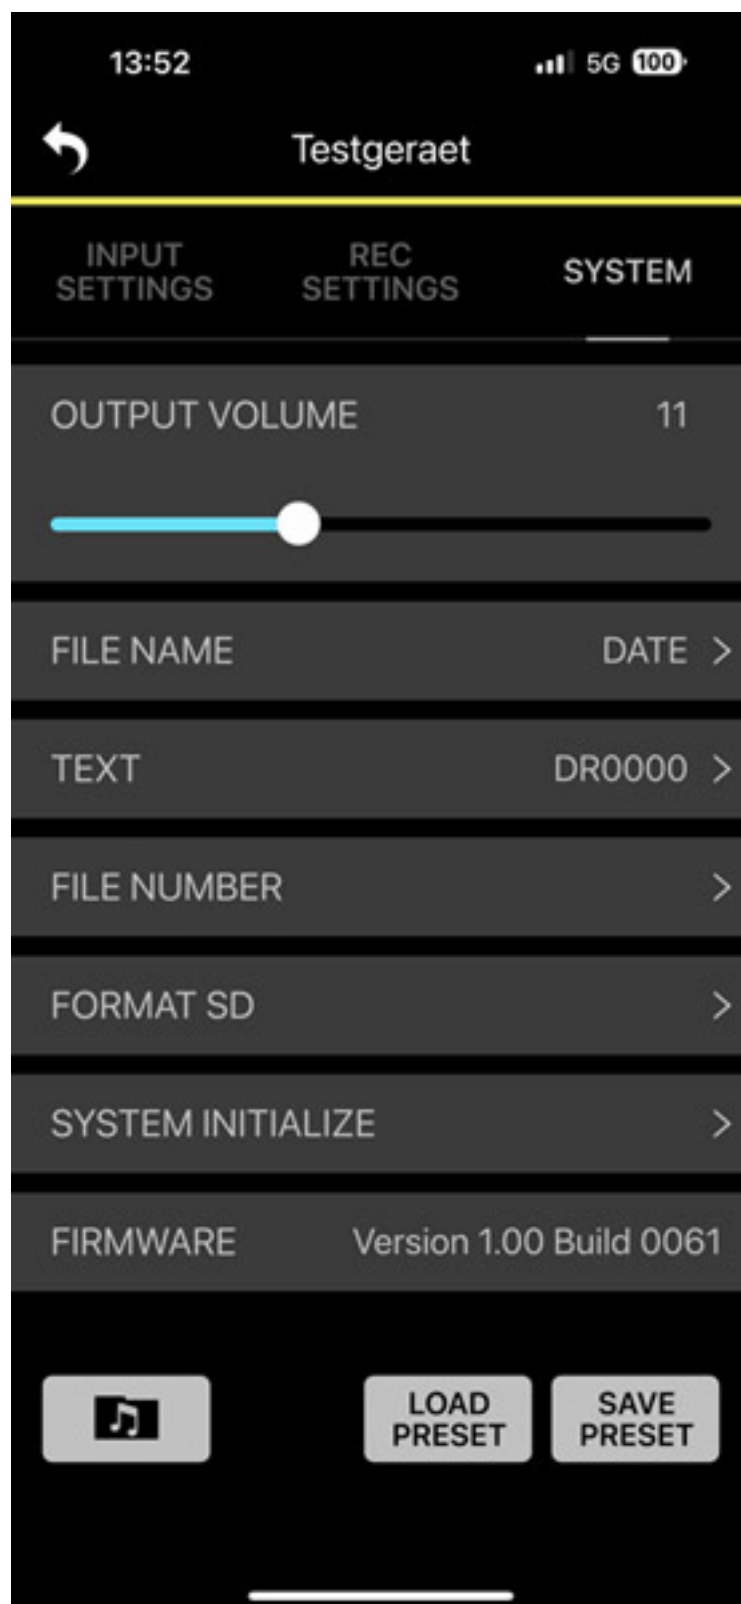 13:52 5G 100
Testgeraet
INPUT SETTINGS REC SETTINGS SYSTEM
OUTPUT VOLUME 11
FILE NAME DATE >
TEXT DR0000 >
FILE NUMBER >
FORMAT SD >
SYSTEM INITIALIZE >
FIRMWARE Version 1.00 Build 0061
LOAD PRESET SAVE PRESET